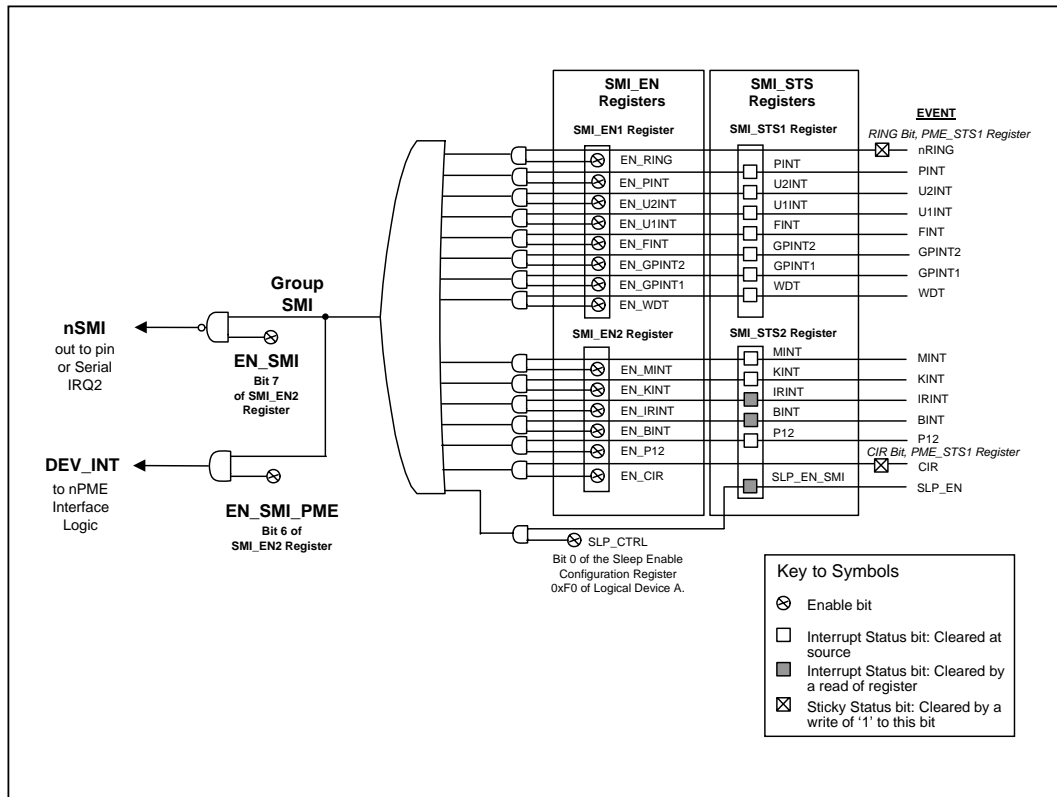 SMI_EN
Registers
SMI_EN1 Register
EN_RING
EN_PINT
EN_U2INT
EN_U1INT
EN_FINT
EN_GPINT2
EN_GPINT1
EN_WDT
SMI_EN2 Register
EN_MINT
EN_KINT
EN_IRINT
EN_BINT
EN_P12
EN_CIR
SMI_STS
Registers
SMI_STS1 Register
PINT
U2INT
U1INT
FINT
GPINT2
GPINT1
WDT
SMI_STS2 Register
MINT
KINT
IRINT
BINT
P12
SLP_EN_SMI
EVENT
RING Bit, PME_STS1 Register
nRING
PINT
U2INT
U1INT
FINT
GPINT2
GPINT1
WDT
MINT
KINT
IRINT
BINT
P12
CIR Bit, PME_STS1 Register
CIR
SLP_EN
Group
SMI
nSMI
out to pin
or Serial
IRQ2
EN_SMI
Bit 7
of SMI_EN2
Register
DEV_INT
to nPME
Interface
Logic
EN_SMI_PME
Bit 6 of
SMI_EN2 Register
SLP_CTRL
Bit 0 of the Sleep Enable
Configuration Register
0xF0 of Logical Device A.
Key to Symbols
Enable bit
Interrupt Status bit: Cleared at
source
Interrupt Status bit: Cleared by
a read of register
Sticky Status bit: Cleared by a
write of ‘1’ to this bit